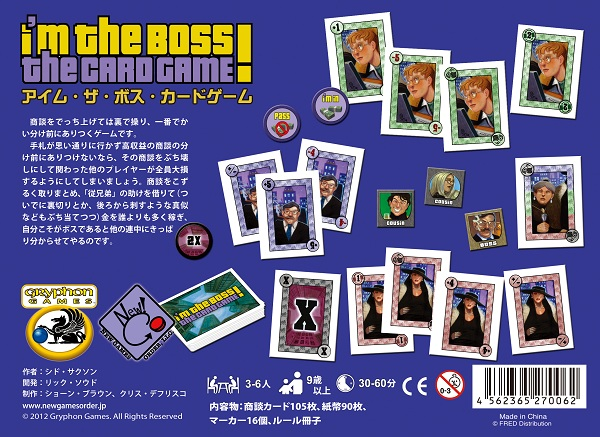 i'm the BOSS!
the CARD GAME!
アイム・ザ・ボス・カードゲーム
商談をでっち上げては裏で操り、一番でか
い分け前にありつくゲームです。
手札が思い通りに行かず高収益の商談の分
け前にありつけないなら、その商談をぶち壊
しにして関わった他のプレイヤーが全員大損
するようにしてしまいましょう。商談をこず
るく取りまとめ、「従兄弟」の助けを借りて（つ
いでに裏切りとか、後ろから刺すような真似
などもぶち当てつつ）金を誰よりも多く稼ぎ、
自分こそがボスであると他の連中にきっぱ
り分からせてやるのです。
PASS
i'm in
2X
COUSIN
COUSIN
X
gryphon
GAMES
New!
i'm the BOSS!
the CARD GAME!
作者：シド・サクソン
開発：リック・ソウド
制作：ショーン・ブラウン、クリス・デフリスコ
www.newgamesorder.jp
© 2012 Gryphon Games. All Rights Reserved
3-6人
9歳以上
30-60分
内容物：商談カード105枚、紙幣90枚、
マーカー16個、ルール冊子
CE
0-3
4 562365 270062
Made in China
© FRED Distribution